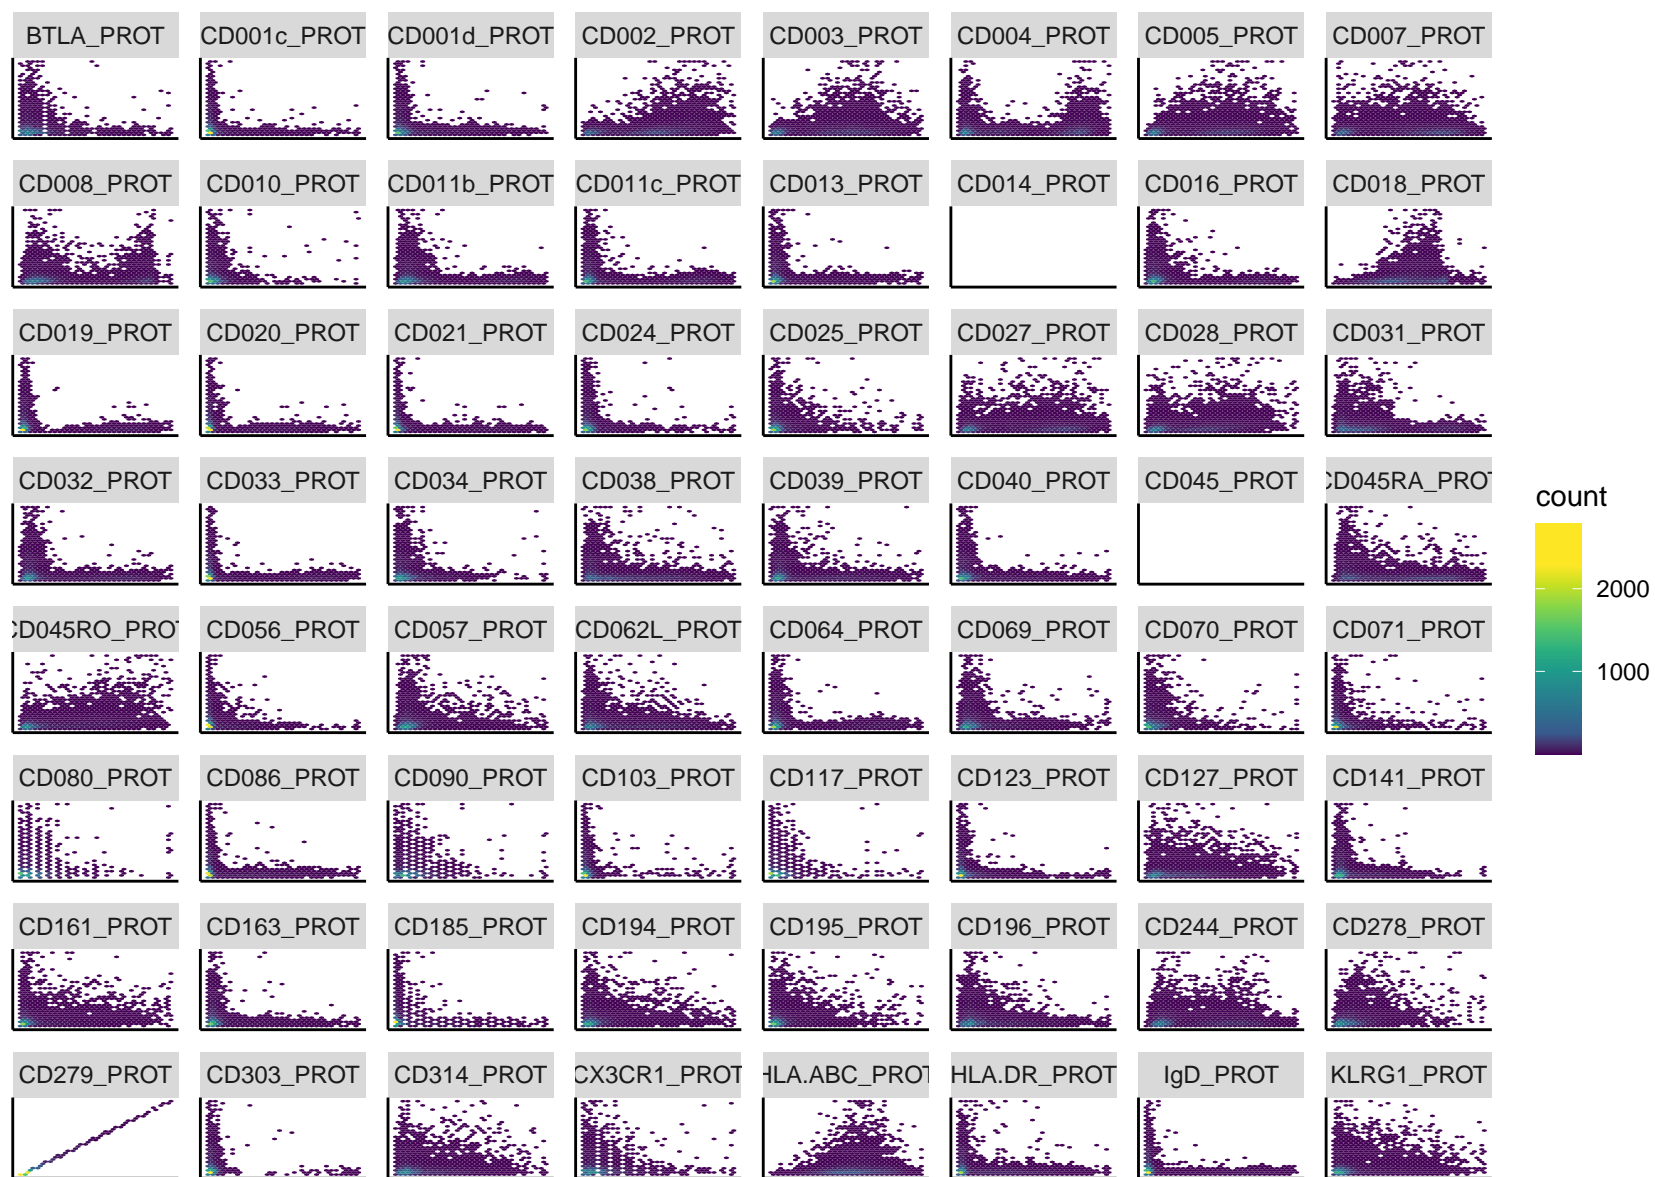 BTLA_PROT CD001c_PROT CD001d_PROT CD002_PROT CD003_PROT CD004_PROT CD005_PROT CD007_PROT
CD008_PROT CD010_PROT CD011b_PROT CD011c_PROT CD013_PROT CD014_PROT CD016_PROT CD018_PROT
CD019_PROT CD020_PROT CD021_PROT CD024_PROT CD025_PROT CD027_PROT CD028_PROT CD031_PROT
CD032_PROT CD033_PROT CD034_PROT CD038_PROT CD039_PROT CD040_PROT CD045_PROT CD045RA_PROT
CD045RO_PROT CD056_PROT CD057_PROT CD062L_PROT CD064_PROT CD069_PROT CD070_PROT CD071_PROT
CD080_PROT CD086_PROT CD090_PROT CD103_PROT CD117_PROT CD123_PROT CD127_PROT CD141_PROT
CD161_PROT CD163_PROT CD185_PROT CD194_PROT CD195_PROT CD196_PROT CD244_PROT CD278_PROT
CD279_PROT CD303_PROT CD314_PROT CX3CR1_PROT HLA.ABC_PROT HLA.DR_PROT IgD_PROT KLRG1_PROT
count
2000
1000